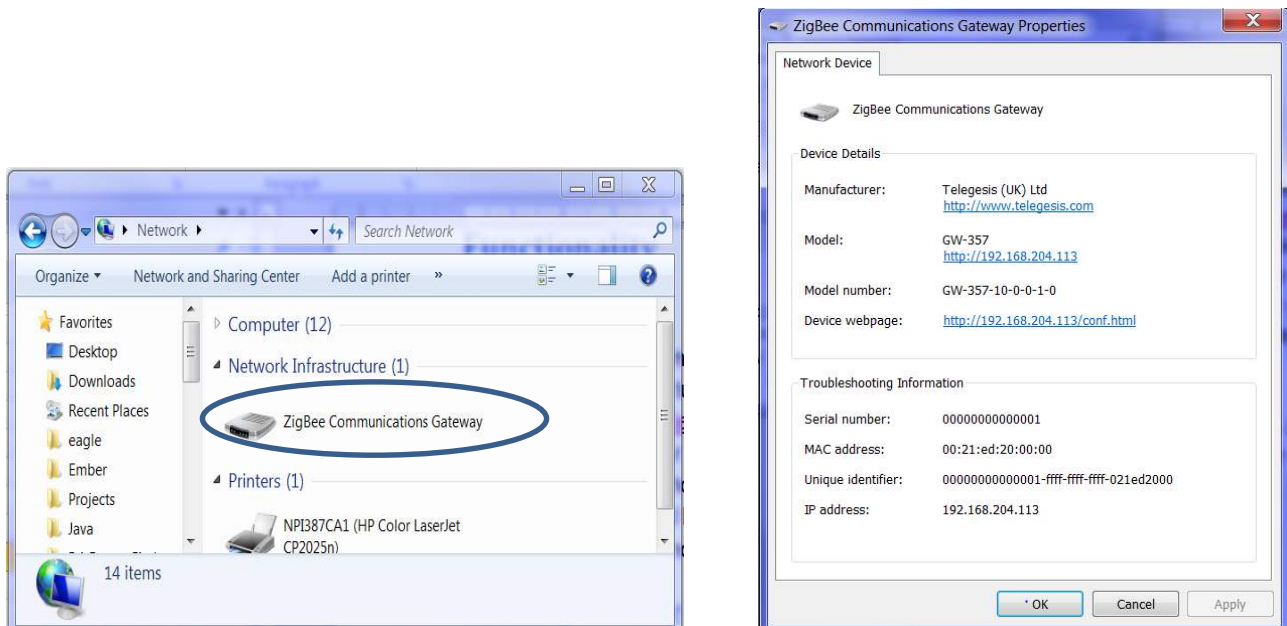 Network
Search Network
Organize
Network and Sharing Center
Add a printer
»
Favorites
Desktop
Downloads
Recent Places
eagle
Ember
Projects
Java
Computer (12)
Network Infrastructure (1)
ZigBee Communications Gateway
Printers (1)
NPI387CA1 (HP Color LaserJet
CP2025n)
14 items
ZigBee Communications Gateway Properties
Network Device
ZigBee Communications Gateway
Device Details
Manufacturer: Telegesis (UK) Ltd
http://www.telegesis.com
Model: GW-357
http://192.168.204.113
Model number: GW-357-10-0-0-1-0
Device webpage: http://192.168.204.113/conf.html
Troubleshooting Information
Serial number: 00000000000001
MAC address: 00:21:ed:20:00:00
Unique identifier: 00000000000001-ffff-ffff-ffff-021ed2000
IP address: 192.168.204.113
OK Cancel Apply